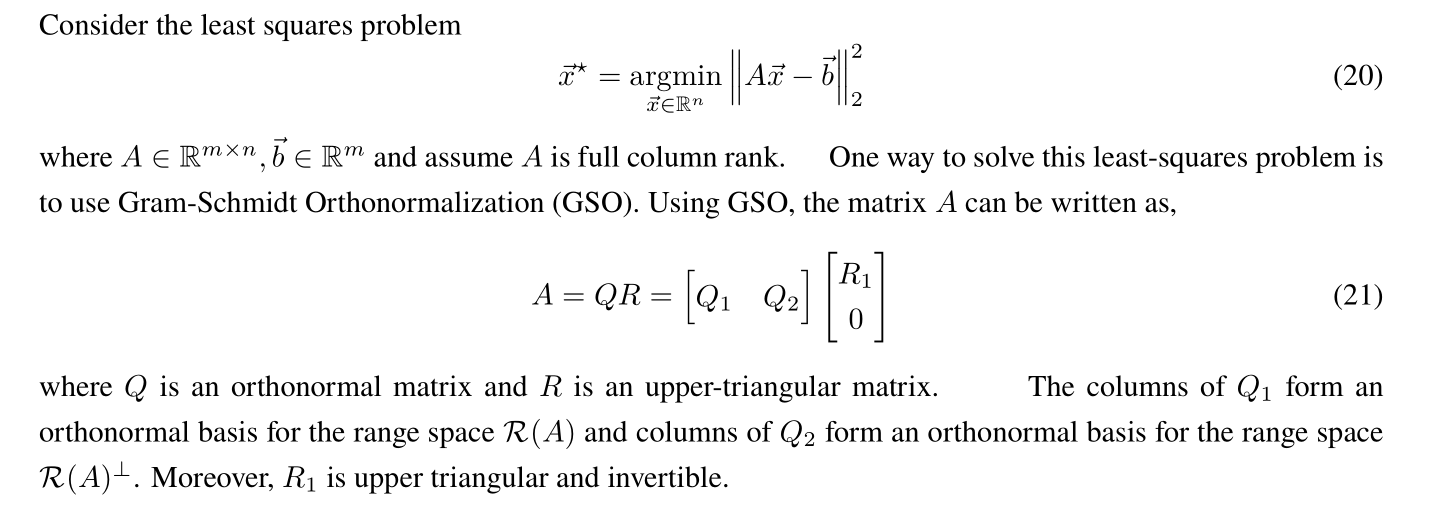 Consider the least squares problem
$\vec{x}^\star = \underset{\vec{x} \in \mathbb{R}^n}{\operatorname{argmin}} \left\| A\vec{x} - \vec{b} \right\|_2^2$ (20)
where $A \in \mathbb{R}^{m \times n}, \vec{b} \in \mathbb{R}^m$ and assume $A$ is full column rank. One way to solve this least-squares problem is
to use Gram-Schmidt Orthonormalization (GSO). Using GSO, the matrix $A$ can be written as,
$A = QR = \begin{bmatrix} Q_1 & Q_2 \end{bmatrix} \begin{bmatrix} R_1 \\ 0 \end{bmatrix}$ (21)
where $Q$ is an orthonormal matrix and $R$ is an upper-triangular matrix. The columns of $Q_1$ form an
orthonormal basis for the range space $\mathcal{R}(A)$ and columns of $Q_2$ form an orthonormal basis for the range space
$\mathcal{R}(A)^\perp$. Moreover, $R_1$ is upper triangular and invertible.